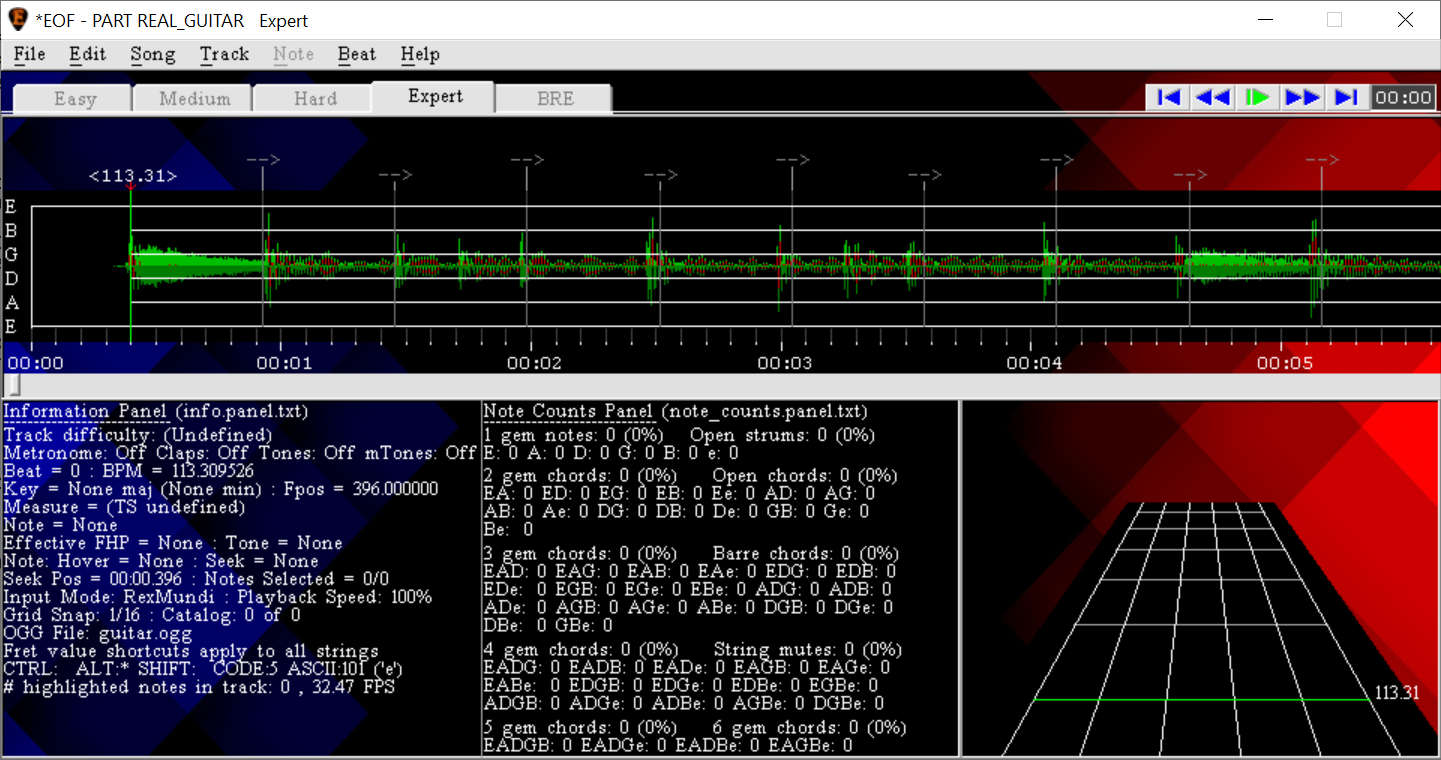 *EOF - PART REAL_GUITAR   Expert
File Edit Song Track Note Beat Help
Easy Medium Hard Expert BRE 00:00
--> --> --> --> --> --> --> --> -->
<113.31>
E
B
G
D
A
E
00:00 00:01 00:02 00:03 00:04 00:05
Information Panel (info.panel.txt)
Track difficulty: (Undefined)
Metronome: Off Claps: Off Tones: Off mTones: Off
Beat = 0 : BPM = 113.309526
Key = None maj (None min) : Fpos = 396.000000
Measure = (TS undefined)
Note = None
Effective FHP = None : Tone = None
Note: Hover = None : Seek = None
Seek Pos = 00:00.396 : Notes Selected = 0/0
Input Mode: RexMundi : Playback Speed: 100%
Grid Snap: 1/16 : Catalog: 0 of 0
OGG File: guitar.ogg
Fret value shortcuts apply to all strings
CTRL:  ALT:* SHIFT:  CODE:5 ASCII:101 ('e')
# highlighted notes in track: 0 , 32.47 FPS
Note Counts Panel (note_counts.panel.txt)
1 gem notes: 0 (0%)  Open strums: 0 (0%)
E: 0 A: 0 D: 0 G: 0 B: 0 e: 0
2 gem chords: 0 (0%)  Open chords: 0 (0%)
EA: 0 ED: 0 EG: 0 EB: 0 Ee: 0 AD: 0 AG: 0
AB: 0 Ae: 0 DG: 0 DB: 0 De: 0 GB: 0 Ge: 0
Be: 0
3 gem chords: 0 (0%)  Barre chords: 0 (0%)
EAD: 0 EAG: 0 EAB: 0 EAe: 0 EDG: 0 EDB: 0
EDe: 0 EGB: 0 EGe: 0 EBe: 0 ADG: 0 ADB: 0
ADe: 0 AGB: 0 AGe: 0 ABe: 0 DGB: 0 DGe: 0
DBe: 0 GBe: 0
4 gem chords: 0 (0%)  String mutes: 0 (0%)
EADG: 0 EADB: 0 EADe: 0 EAGB: 0 EAGe: 0
EABe: 0 EDGB: 0 EDGe: 0 EDBe: 0 EGBe: 0
ADGB: 0 ADGe: 0 ADBe: 0 AGBe: 0 DGBe: 0
5 gem chords: 0 (0%)  6 gem chords: 0 (0%)
EADGB: 0 EADGe: 0 EADBe: 0 EAGBe: 0
113.31